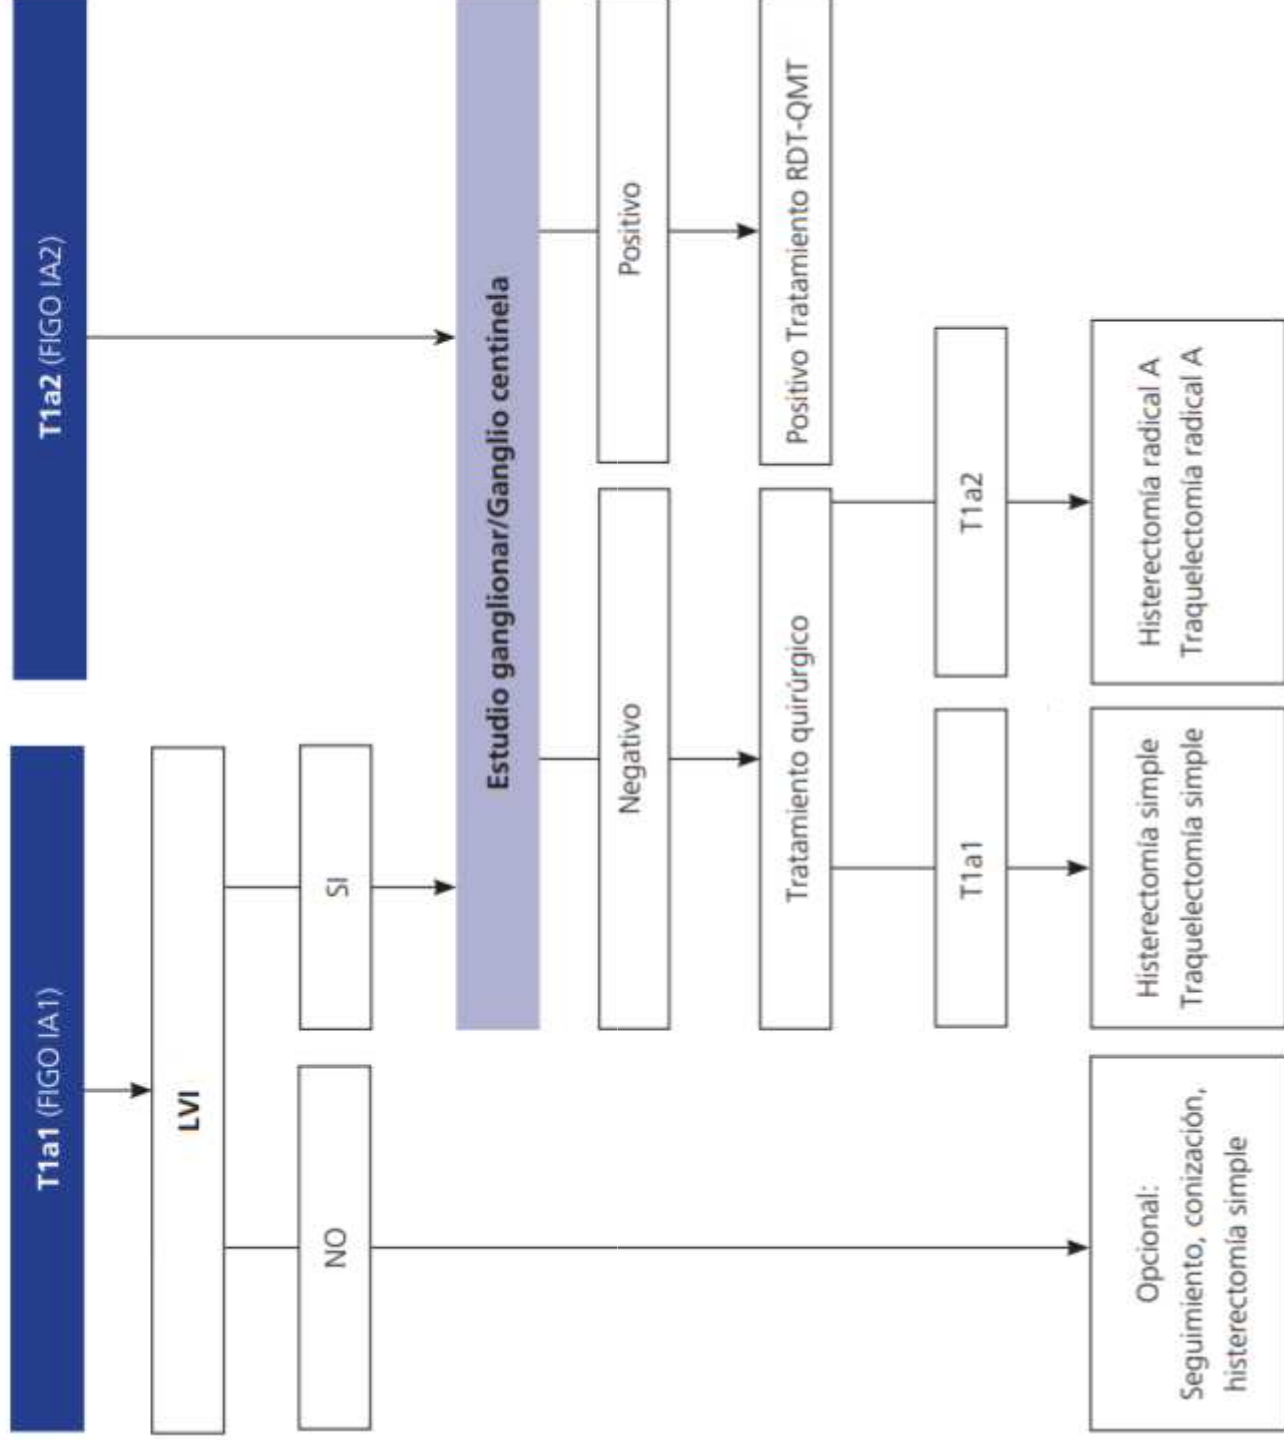 T1a1 (FIGO IA1)
T1a2 (FIGO IA2)
LVI
NO
SI
Estudio ganglionar/Ganglio centinela
Negativo
Positivo
Tratamiento quirúrgico
Positivo Tratamiento RDT-QMT
T1a1
T1a2
Opcional:
Seguimiento, conización,
histerectomía simple
Histerectomía simple
Traquelectomía simple
Histerectomía radical A
Traquelectomía radical A